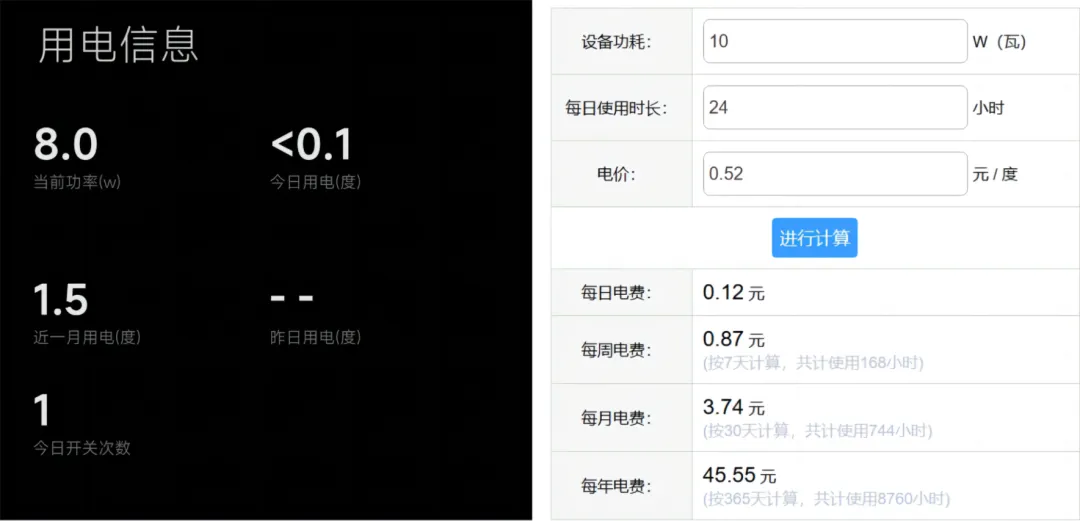 用电信息
8.0
当前功率(w)
<0.1
今日用电(度)
1.5
近一月用电(度)
- -
昨日用电(度)
1
今日开关次数
设备功耗： 10 W（瓦）
每日使用时长： 24 小时
电价： 0.52 元 / 度
进行计算
每日电费： 0.12 元
每周电费： 0.87 元
(按7天计算，共计使用168小时)
每月电费： 3.74 元
(按30天计算，共计使用744小时)
每年电费： 45.55 元
(按365天计算，共计使用8760小时)